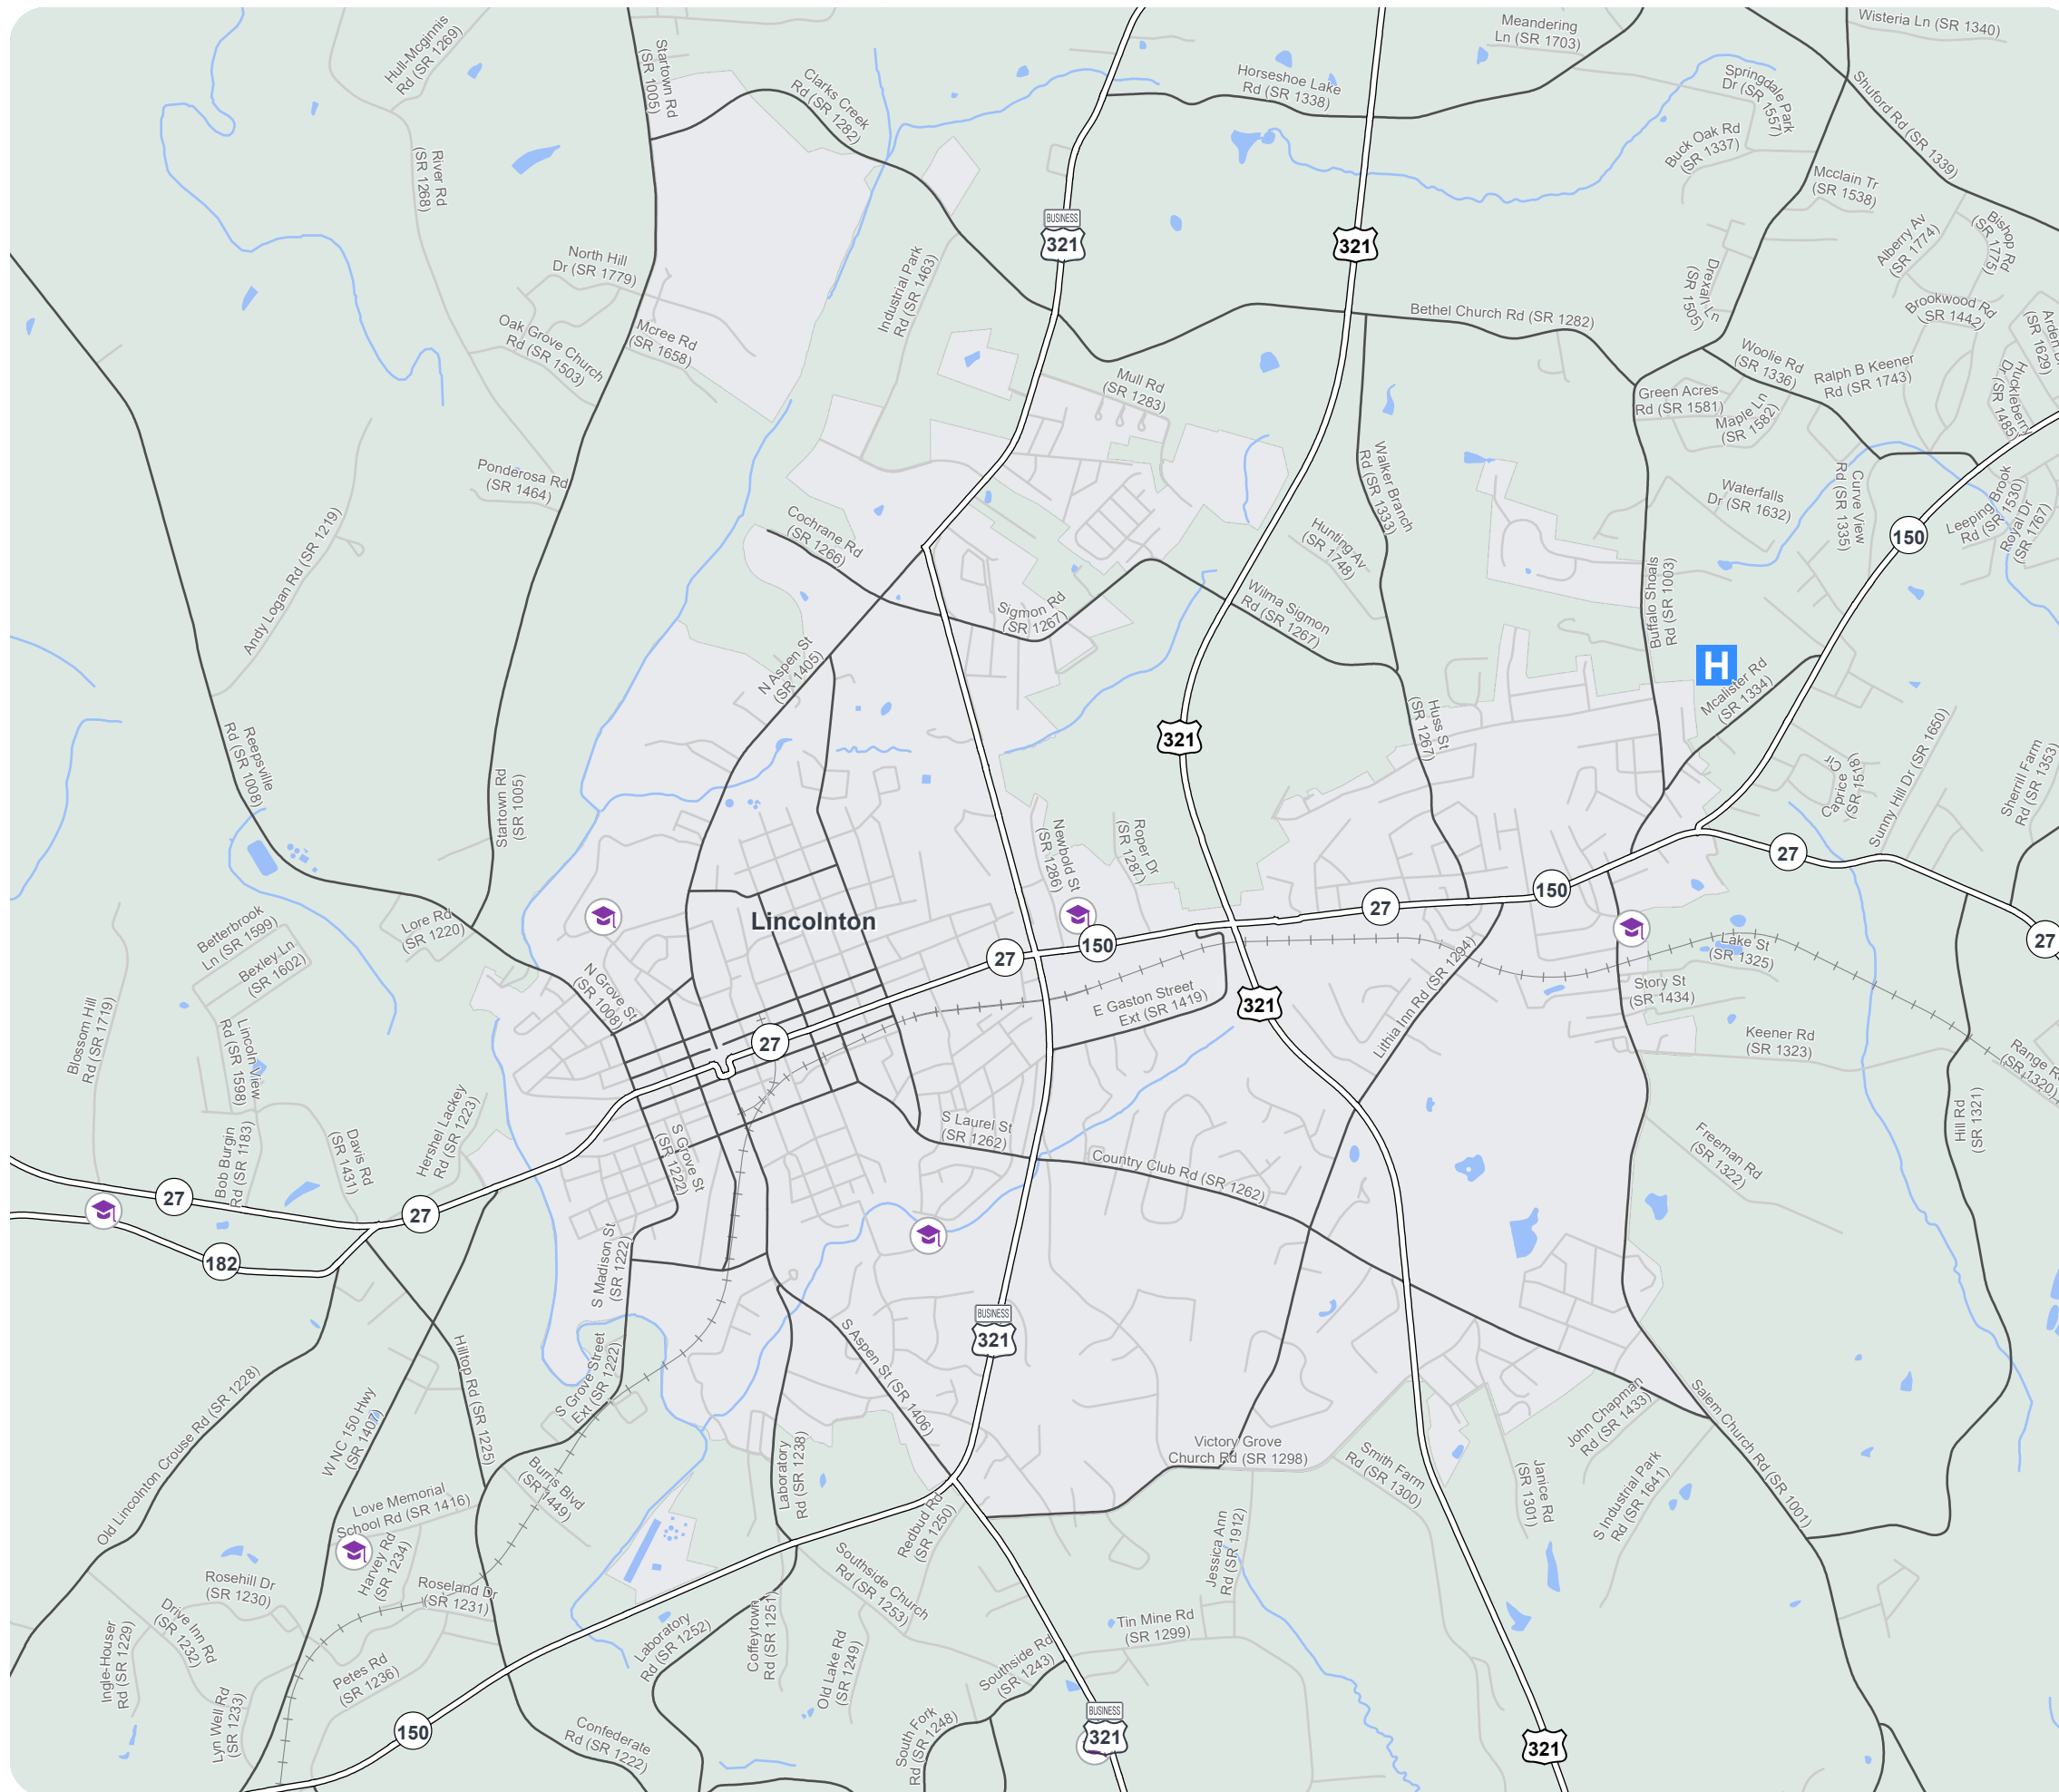 Hull-Mcginnis
Rd (SR 1269)
Startown Rd
(SR 1005)
Clarks Creek
Rd (SR 1282)
Horseshoe Lake
Rd (SR 1338)
Meandering
Ln (SR 1703)
Wisteria Ln (SR 1340)
Springdale Park
Dr (SR 1557)
Shuford Rd (SR 1339)
Buck Oak Rd
(SR 1337)
Mcclain Tr
(SR 1538)
River Rd
(SR 1268)
Alberry Av
(SR 1774)
Bishop Rd
(SR 1775)
BUSINESS
321
321
North Hill
Dr (SR 1779)
Industrial Park
Rd (SR 1463)
Drexal Ln
(SR 1505)
Brookwood Rd
(SR 1442)
Bethel Church Rd (SR 1282)
Oak Grove Church
Rd (SR 1503)
Mcree Rd
(SR 1658)
Mull Rd
(SR 1283)
Woolie Rd
(SR 1336)
Ralph B Keener
Rd (SR 1743)
Huckleberry
Dr (SR 1485)
(SR 1629)
Green Acres
Rd (SR 1581)
Maple Ln
(SR 1582)
Ponderosa Rd
(SR 1464)
Walker Branch
Rd (SR 1333)
Waterfalls
Dr (SR 1632)
Curve View
Rd (SR 1335)
Leeping Brook
Rd (SR 1530)
Royal Dr
(SR 1767)
150
Andy Logan Rd (SR 1219)
Cochrane Rd
(SR 1266)
Hunting Av
(SR 1748)
Sigmon Rd
(SR 1267)
Wilma Sigmon
Rd (SR 1267)
Buffalo Shoals
Rd (SR 1003)
H
N Aspen St
(SR 1405)
Mcalister Rd
(SR 1334)
Reepsville
Rd (SR 1008)
321
Huss St
(SR 1267)
Startown Rd
(SR 1005)
Caprice Cir
(SR 1518)
Sunny Hill Dr (SR 1650)
Sherrill Farm
Rd (SR 1353)
Newbold St
(SR 1286)
Roper Dr
(SR 1287)
27
150
27
Lincolnton
Betterbrook
Ln (SR 1599)
Lore Rd
(SR 1220)
Bexley Ln
(SR 1602)
27
150
27
Lake St
(SR 1325)
Story St
(SR 1434)
N Grove St
(SR 1008)
E Gaston Street
Ext (SR 1419)
321
Lithia Inn Rd (SR 1294)
Blossom Hill
Rd (SR 1719)
Lincoln View
Rd (SR 1598)
27
Keener Rd
(SR 1323)
(SR 1320)
Hershel Lackey
Rd (SR 1223)
Bob Burgin
Rd (SR 1183)
Davis Rd
(SR 1431)
S Grove St
(SR 1222)
S Laurel St
(SR 1262)
Country Club Rd (SR 1262)
Freeman Rd
(SR 1322)
Hill Rd
(SR 1321)
27
27
182
S Madison St
(SR 1222)
BUSINESS
321
S Aspen St (SR 1406)
Hilltop Rd (SR 1225)
S Grove Street
Ext (SR 1222)
Old Lincolnton Crouse Rd (SR 1228)
W NC 150 Hwy
(SR 1407)
John Chapman
Rd (SR 1433)
Salem Church Rd (SR 1001)
Laboratory
Rd (SR 1238)
Victory Grove
Church Rd (SR 1298)
Smith Farm
Rd (SR 1300)
Janice Rd
(SR 1301)
S Industrial Park
Rd (SR 1641)
Burris Blvd
(SR 1449)
Love Memorial
School Rd (SR 1416)
Harvey Rd
(SR 1234)
Redbud Rd
(SR 1250)
Southside Church
Rd (SR 1253)
Jessica Ann
Rd (SR 1912)
Rosehill Dr
(SR 1230)
Roseland Dr
(SR 1231)
Drive Inn Rd
(SR 1232)
Ingle-Houser
Rd (SR 1229)
Petes Rd
(SR 1236)
Lyn Well Rd
(SR 1233)
Laboratory
Rd (SR 1252)
Coffeytown
Rd (SR 1251)
Old Lake Rd
(SR 1249)
Tin Mine Rd
(SR 1299)
Southside Rd
(SR 1243)
South Fork
Rd (SR 1248)
150
Confederate
Rd (SR 1222)
BUSINESS
321
321